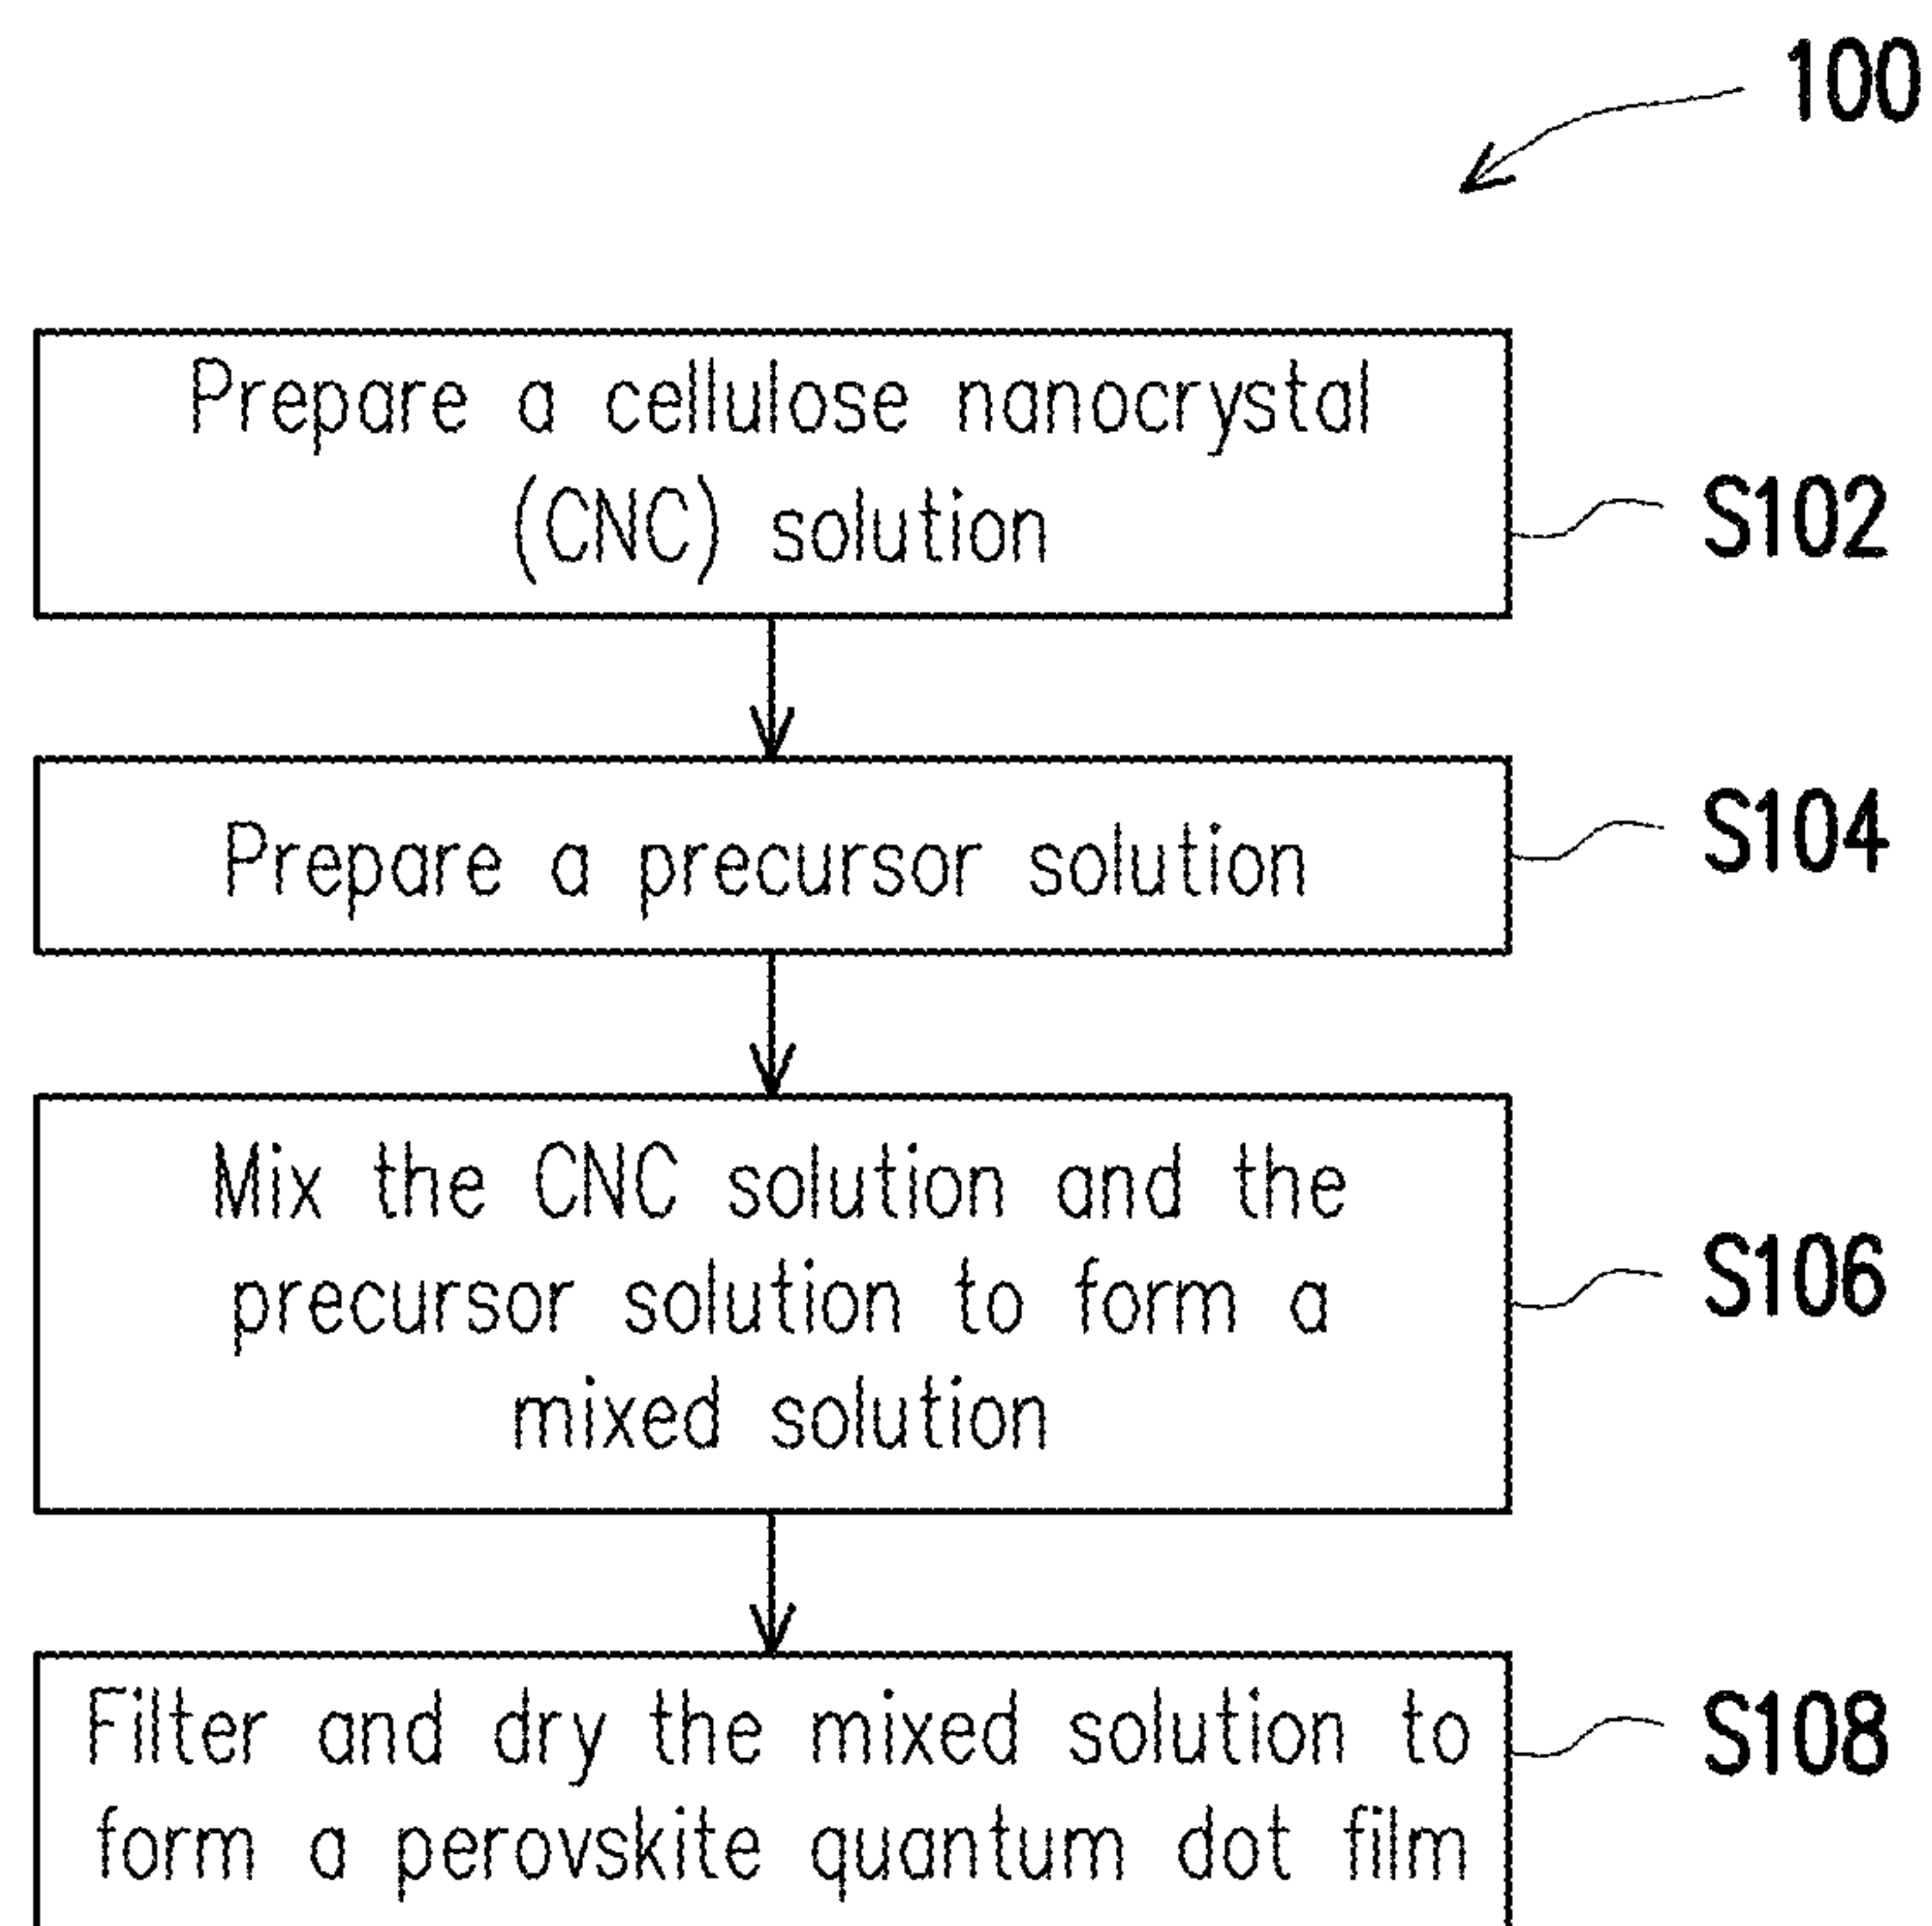 100
Prepare a cellulose nanocrystal
(CNC) solution
S102
Prepare a precursor solution
S104
Mix the CNC solution and the
precursor solution to form a
mixed solution
S106
Filter and dry the mixed solution to
form a perovskite quantum dot film
S108